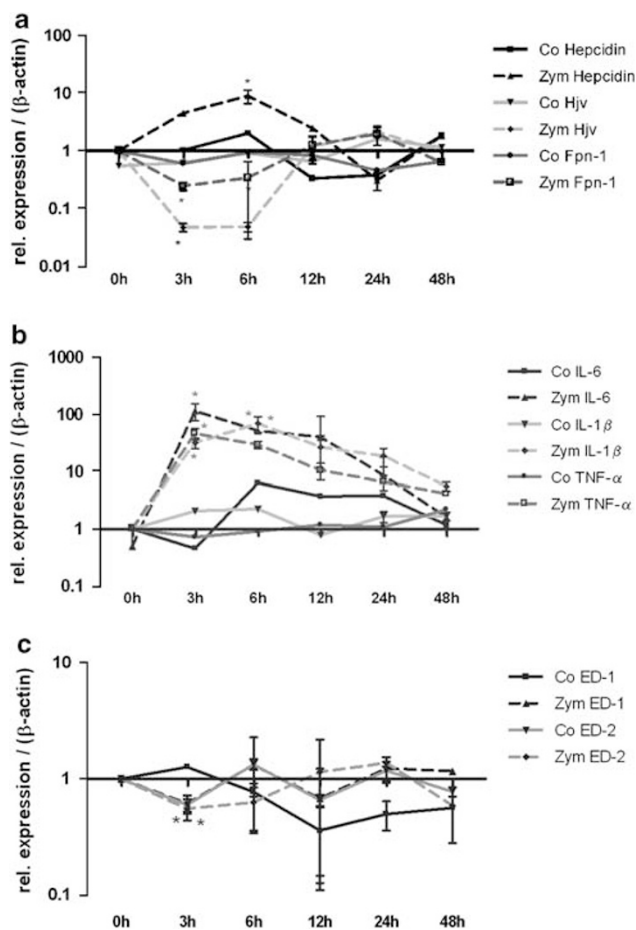 a
rel. expression / (β-actin)
100
10
1
0.1
0.01
0h 3h 6h 12h 24h 48h
*
*
*
Co Hepcidin
Zym Hepcidin
Co Hjv
Zym Hjv
Co Fpn-1
Zym Fpn-1
b
rel. expression / (β-actin)
1000
100
10
1
0.1
0h 3h 6h 12h 24h 48h
*
* *
*
*
Co IL-6
Zym IL-6
Co IL-1β
Zym IL-1β
Co TNF-α
Zym TNF-α
c
rel. expression / (β-actin)
10
1
0.1
0h 3h 6h 12h 24h 48h
* *
Co ED-1
Zym ED-1
Co ED-2
Zym ED-2